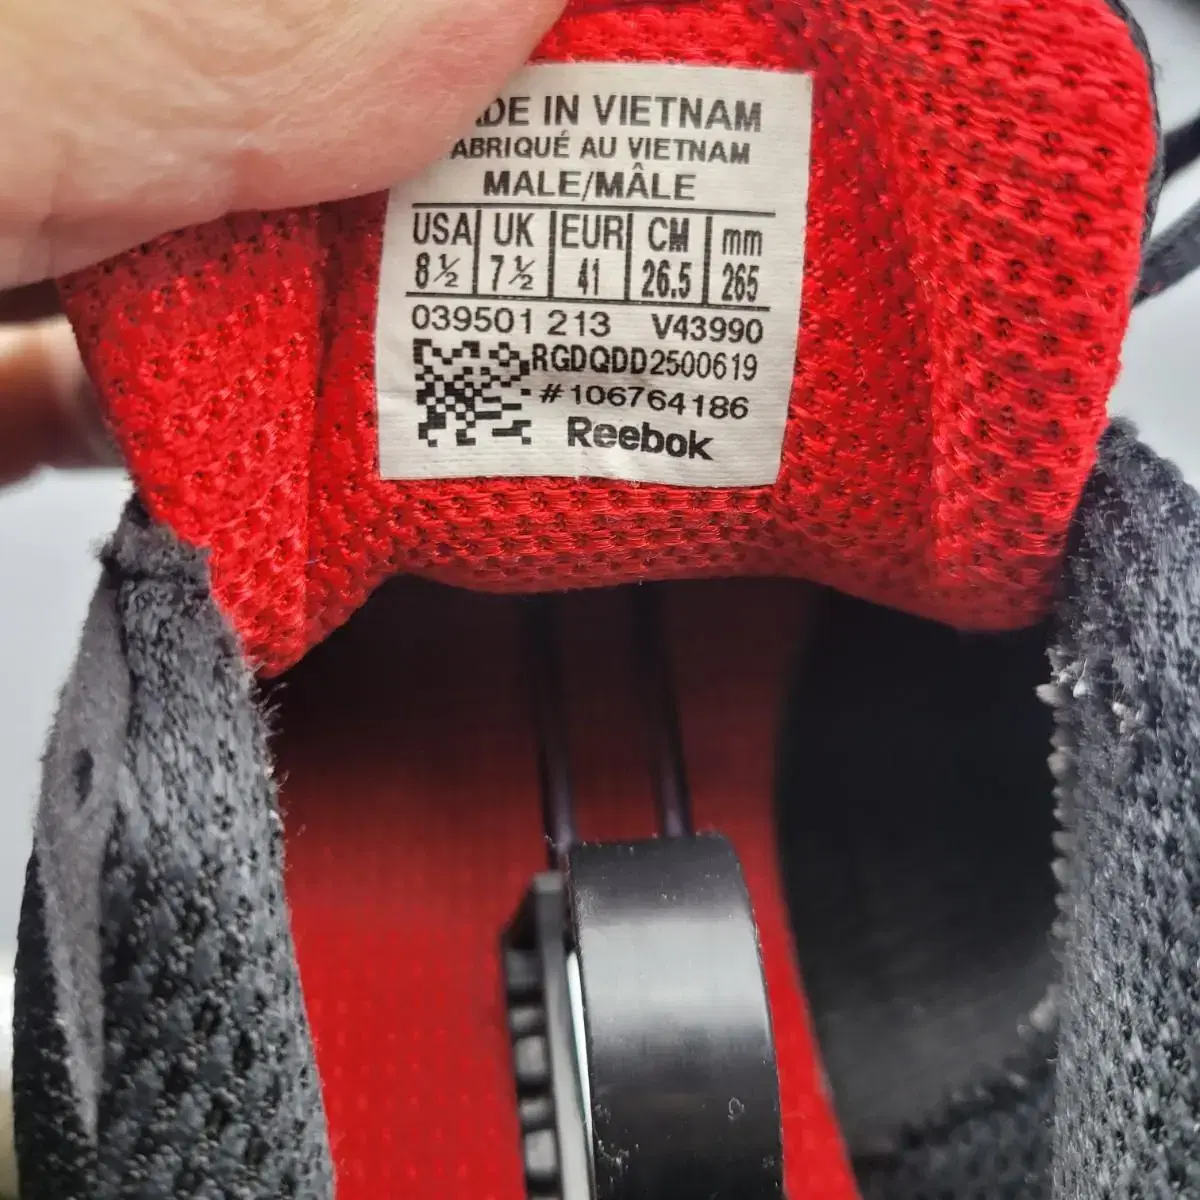 DE IN VIETNAM
ABRIQUÉ AU VIETNAM
MALE/MÂLE
USA UK EUR CM mm
8½ 7½ 41 26.5 265
039501 213 V43990
RGDQDD2500619
#106764186
Reebok